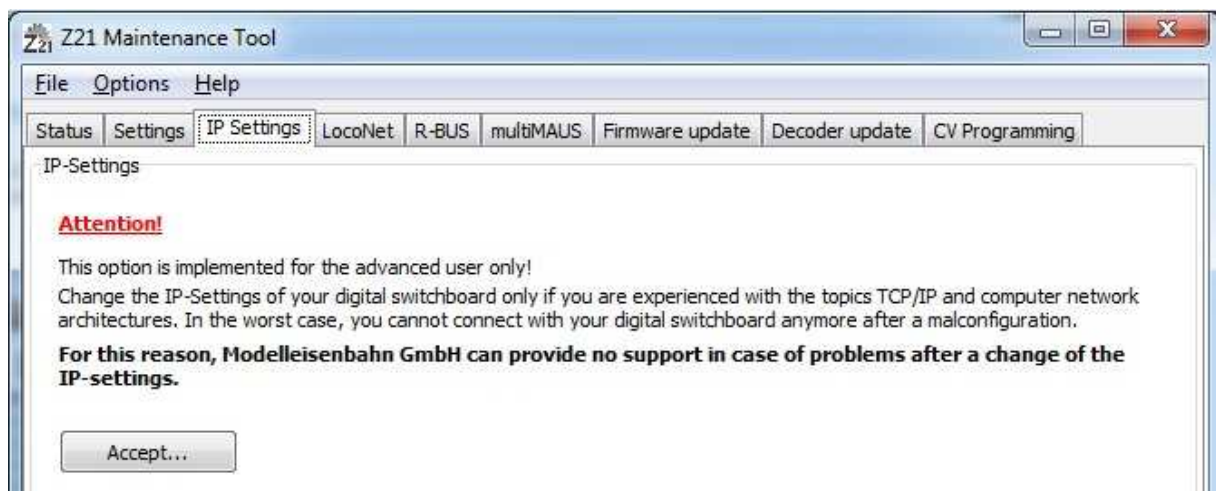 Z21 Z21 Maintenance Tool
File Options Help
Status Settings IP Settings LocoNet R-BUS multiMAUS Firmware update Decoder update CV Programming
IP-Settings
Attention!
This option is implemented for the advanced user only!
Change the IP-Settings of your digital switchboard only if you are experienced with the topics TCP/IP and computer network
architectures. In the worst case, you cannot connect with your digital switchboard anymore after a malconfiguration.
For this reason, Modelleisenbahn GmbH can provide no support in case of problems after a change of the
IP-settings.
Accept...